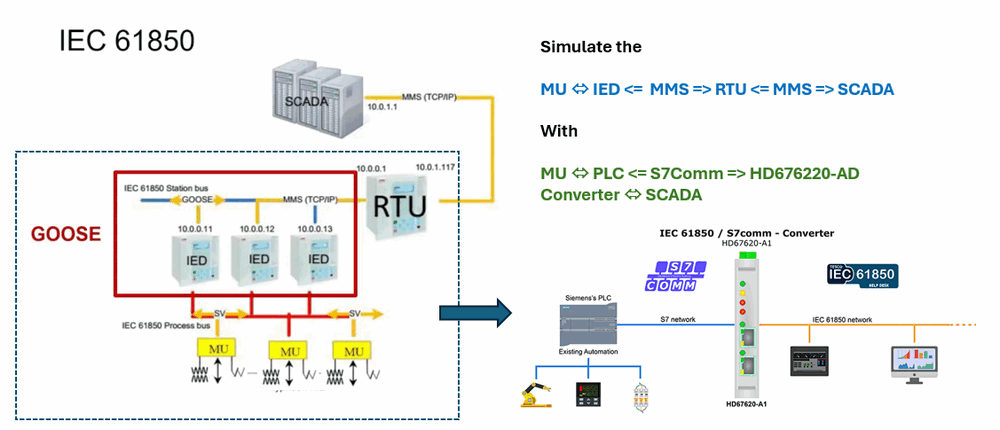 IEC 61850
SCADA
MMS (TCP/IP)
10.0.1.1
10.0.0.1
10.0.1.117
IEC 61850 Station bus
GOOSE
MMS (TCP/IP)
RTU
GOOSE
10.0.0.11
10.0.0.12
10.0.0.13
IED
IED
IED
SV
SV
IEC 61850 Process bus
MU
MU
MU
Simulate the
MU ⬄ IED <= MMS => RTU <= MMS => SCADA
With
MU ⬄ PLC <= S7Comm => HD676220-AD
Converter ⬄ SCADA
IEC 61850 / S7comm - Converter
HD67620-A1
S7
COMM
IEC 61850
HELP DESK
Siemens's PLC
S7 network
IEC 61850 network
Existing Automation
HD67620-A1